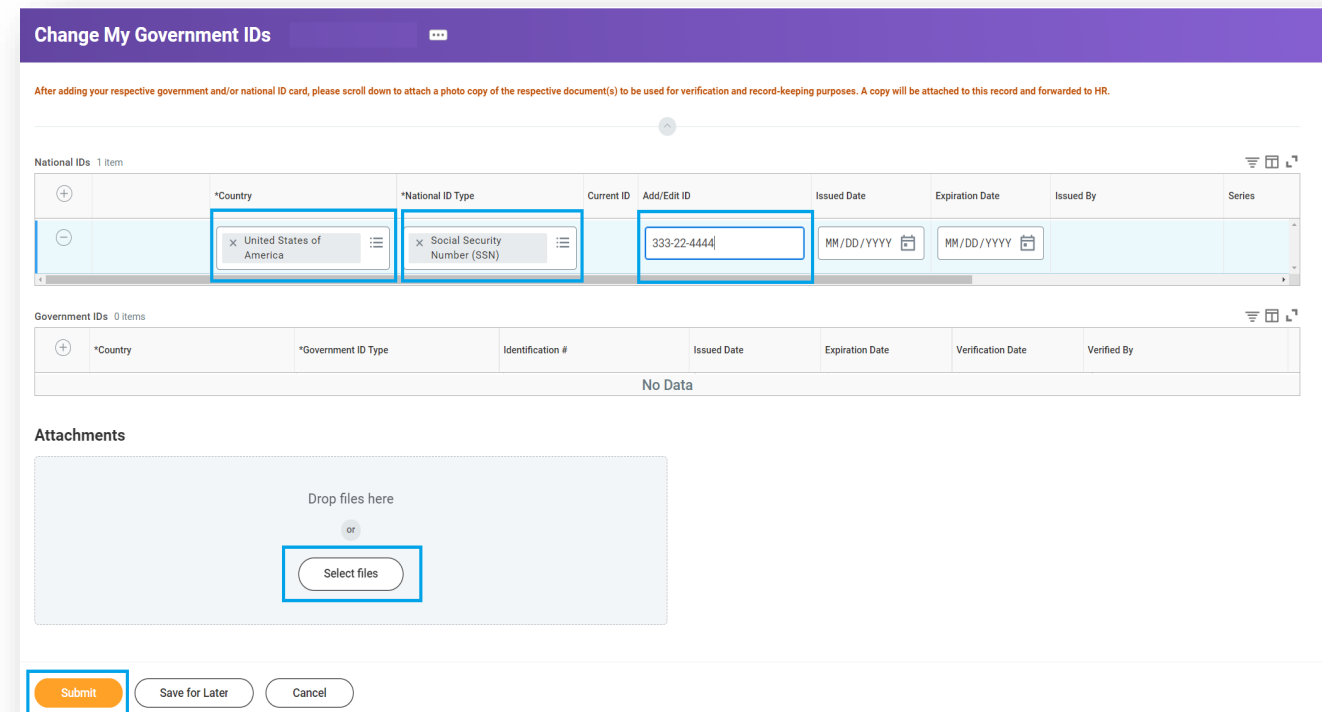 Change My Government IDs
After adding your respective government and/or national ID card, please scroll down to attach a photo copy of the respective document(s) to be used for verification and record-keeping purposes. A copy will be attached to this record and forwarded to HR.
National IDs 1 item
*Country *National ID Type Current ID Add/Edit ID Issued Date Expiration Date Issued By Series
× United States of America × Social Security Number (SSN) 333-22-4444 MM/DD/YYYY MM/DD/YYYY
Government IDs 0 items
*Country *Government ID Type Identification # Issued Date Expiration Date Verification Date Verified By
No Data
Attachments
Drop files here
or
Select files
Submit Save for Later Cancel